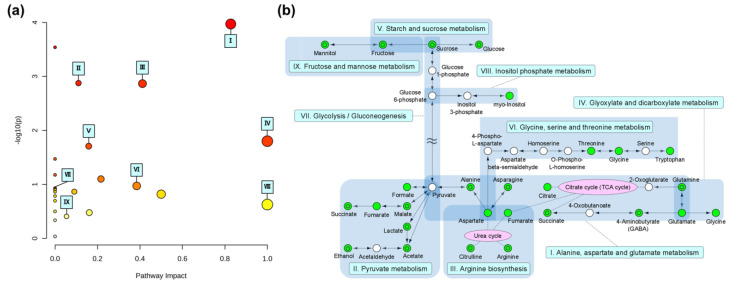 (a)
4
3
2
1
0
-log10(p)
0.0
0.2
0.4
0.6
0.8
1.0
Pathway Impact
I
II
III
IV
V
VI
VII
VIII
IX
(b)
V. Starch and sucrose metabolism
Mannitol
Fructose
Sucrose
Glucose
IX. Fructose and mannose metabolism
Glucose
1-phosphate
VIII. Inositol phosphate metabolism
Glucose
6-phosphate
Inositol
3-phosphate
myo-Inositol
IV. Glyoxylate and dicarboxylate metabolism
VII. Glycolysis / Gluconeogenesis
VI. Glycine, serine and threonine metabolism
4-Phospho-
L-aspartate
Homoserine
Threonine
Serine
Aspartate
beta-semialdehyde
O-Phospho-
L-homoserine
Glycine
Tryptophan
Formate
Pyruvate
Alanine
Asparagine
Citrate cycle (TCA cycle)
2-Oxoglutarate
Glutamine
Citrate
Succinate
Fumarate
Malate
Aspartate
Fumarate
Succinate
4-Oxobutanoate
4-Aminobutyrate
(GABA)
Glutamate
Glycine
Lactate
Urea cycle
Ethanol
Acetaldehyde
Acetate
Citrulline
Arginine
I. Alanine, aspartate and glutamate metabolism
II. Pyruvate metabolism
III. Arginine biosynthesis